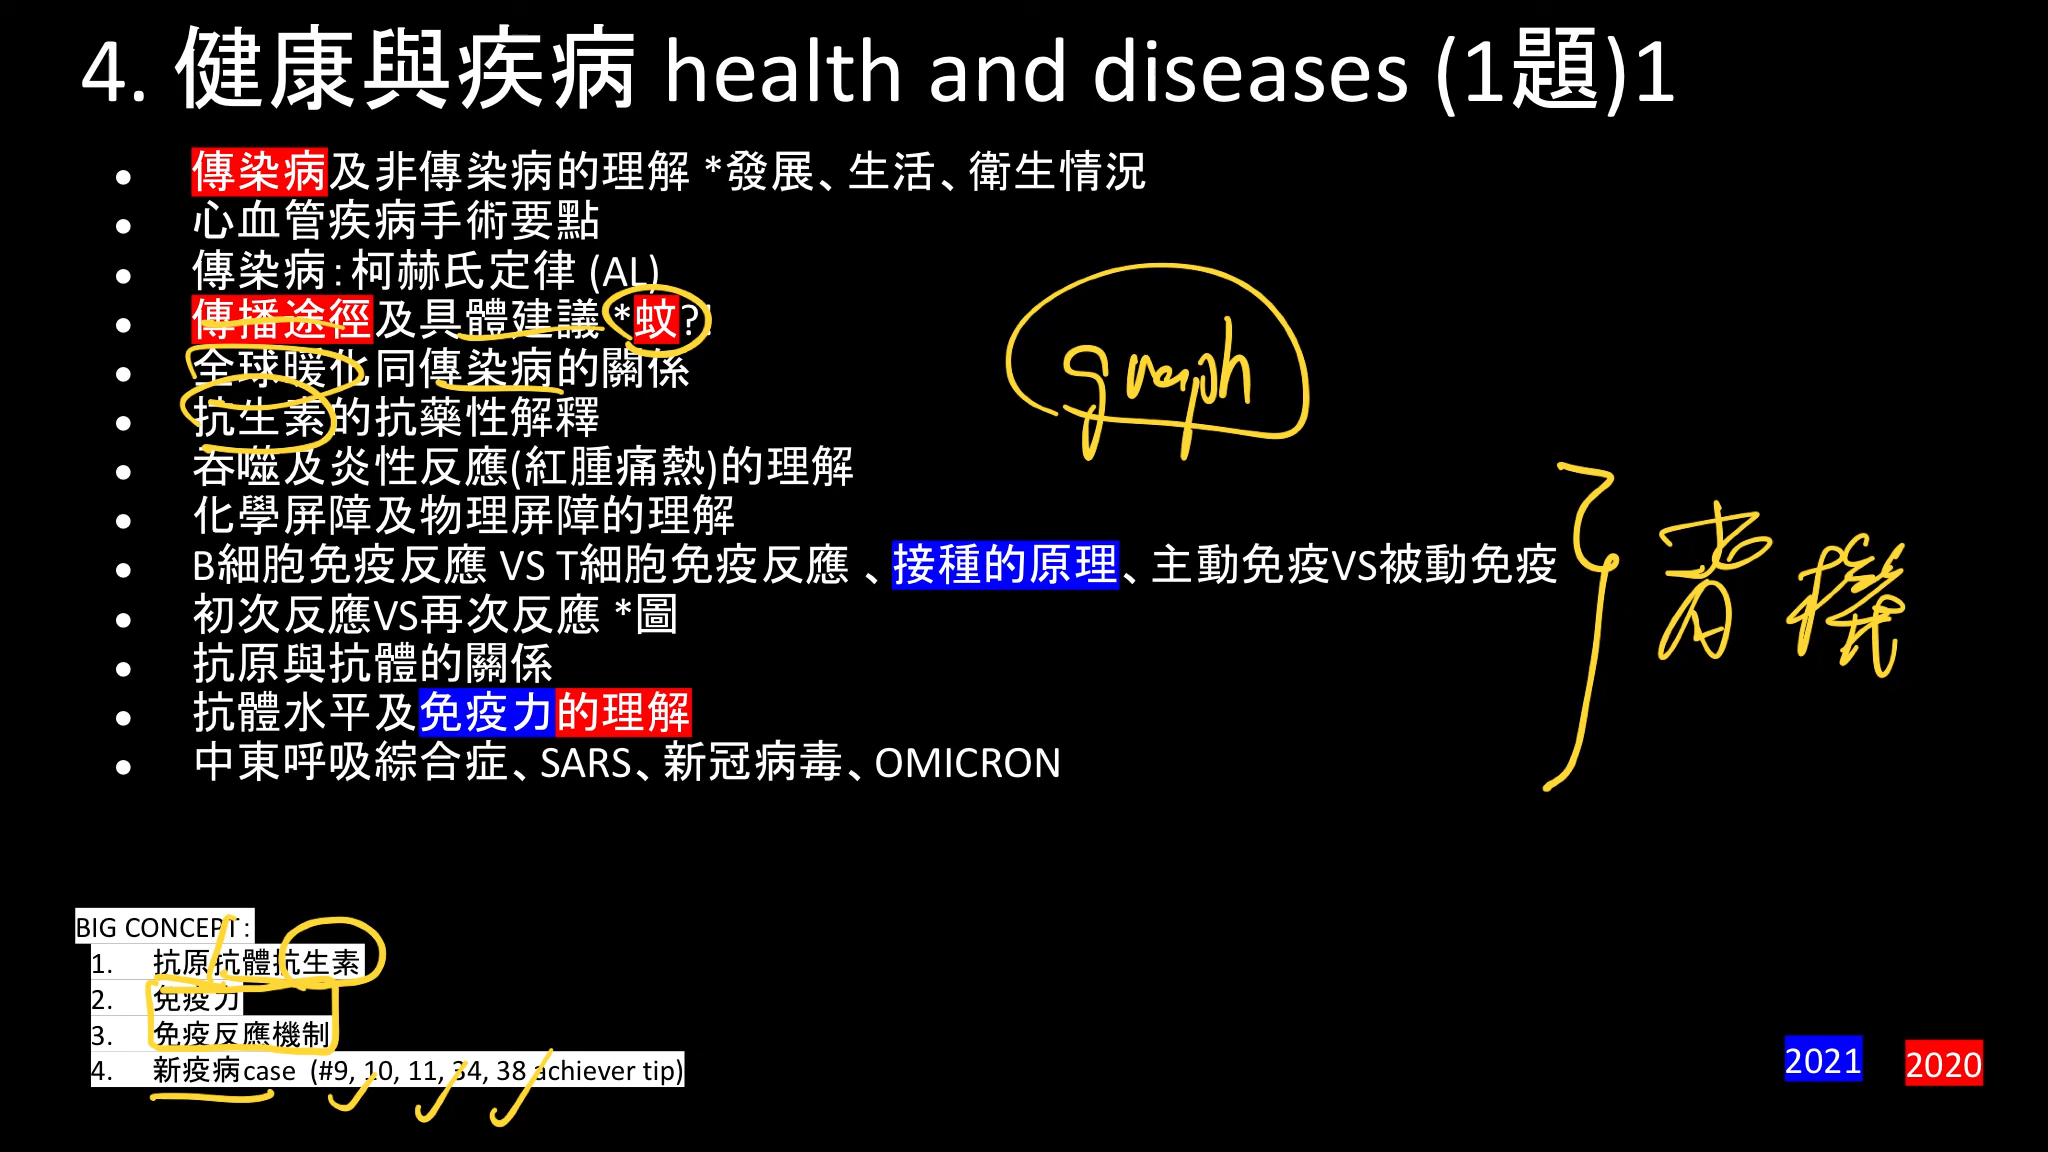 4. 健康與疾病 health and diseases (1題)1
● 傳染病及非傳染病的理解 *發展、生活、衛生情況
● 心血管疾病手術要點
● 傳染病：柯赫氏定律 (AL)
● 傳播途徑及具體建議 *蚊?!
● 全球暖化同傳染病的關係
● 抗生素的抗藥性解釋
● 吞噬及炎性反應(紅腫痛熱)的理解
● 化學屏障及物理屏障的理解
● B細胞免疫反應 VS T細胞免疫反應 、接種的原理、主動免疫VS被動免疫
● 初次反應VS再次反應 *圖
● 抗原與抗體的關係
● 抗體水平及免疫力的理解
● 中東呼吸綜合症、SARS、新冠病毒、OMICRON
graph
背機
BIG CONCEPT:
1. 抗原抗體抗生素
2. 免疫力
3. 免疫反應機制
4. 新疫病case (#9, 10, 11, 34, 38 achiever tip)
2021 2020